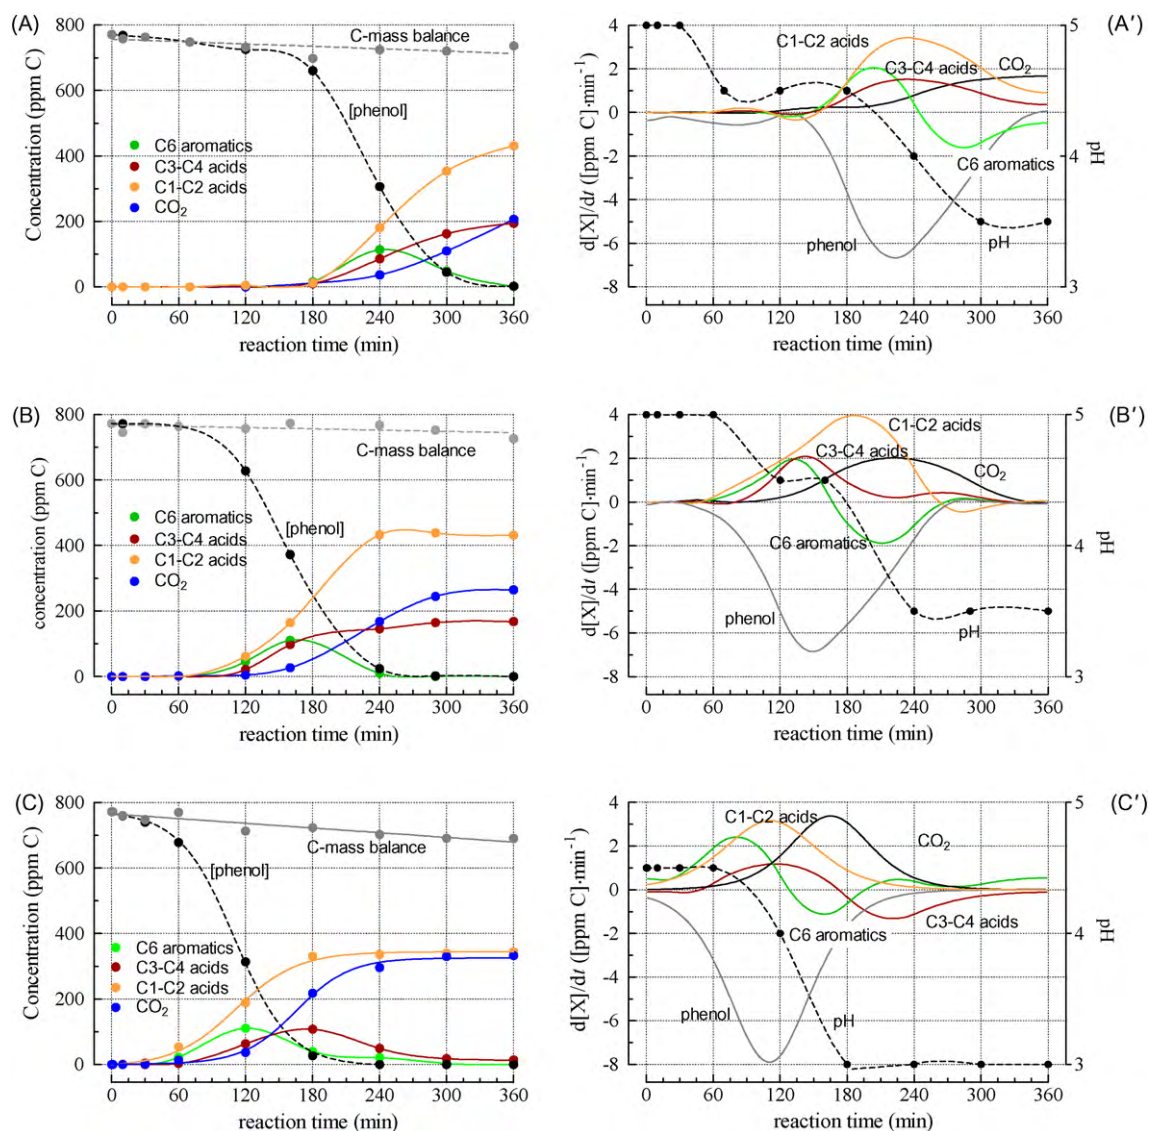 (A)
800
600
400
200
0
Concentration (ppm C)
C-mass balance
[phenol]
C6 aromatics
C3-C4 acids
C1-C2 acids
CO2
0 60 120 180 240 300 360
reaction time (min)
(A′)
4
2
0
-2
-4
-6
-8
d[X]/dt ([ppm C]·min⁻¹)
C1-C2 acids
C3-C4 acids
CO2
C6 aromatics
phenol
pH
5
4
3
pH
0 60 120 180 240 300 360
reaction time (min)
(B)
800
600
400
200
0
concentration (ppm C)
C-mass balance
[phenol]
C6 aromatics
C3-C4 acids
C1-C2 acids
CO2
0 60 120 180 240 300 360
reaction time (min)
(B′)
4
2
0
-2
-4
-6
-8
d[X]/dt ([ppm C]·min⁻¹)
C1-C2 acids
C3-C4 acids
CO2
C6 aromatics
phenol
pH
5
4
3
pH
0 60 120 180 240 300 360
reaction time (min)
(C)
800
600
400
200
0
Concentration (ppm C)
C-mass balance
[phenol]
C6 aromatics
C3-C4 acids
C1-C2 acids
CO2
0 60 120 180 240 300 360
reaction time (min)
(C′)
4
2
0
-2
-4
-6
-8
d[X]/dt ([ppm C]·min⁻¹)
C1-C2 acids
CO2
C3-C4 acids
C6 aromatics
phenol
pH
5
4
3
pH
0 60 120 180 240 300 360
reaction time (min)